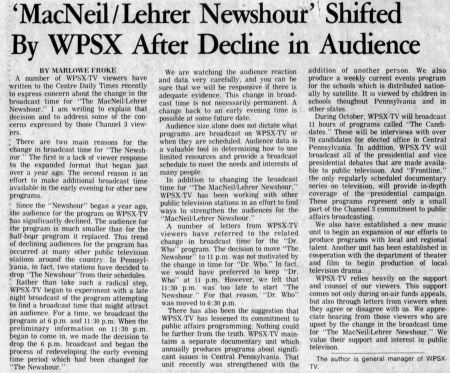 'MacNeil/Lehrer Newshour' Shifted
By WPSX After Decline in Audience
BY MARLOWE FROKE
A number of WPSX-TV viewers have
written to the Centre Daily Times recently
to express concern about the change in the
broadcast time for "The MacNeil/Lehrer
Newshour." I am writing to explain that
decision and to address some of the con-
cerns expressed by those Channel 3 view-
ers.
There are two main reasons for the
change in broadcast time for "The Newsh-
our." The first is a lack of viewer response
to the expanded format that began just
over a year ago. The second reason is an
effort to make additional broadcast time
available in the early evening for other new
programs.
Since the "Newshour" began a year ago,
the audience for the program on WPSX-TV
has significantly declined. The audience for
the program is much smaller than for the
half-hour program it replaced. This trend
of declining audiences for the program has
occurred at many other public television
stations around the country. In Pennsyl-
vania, in fact, two stations have decided to
drop "The Newshour" from their schedules.
Rather than take such a radical step,
WPSX-TV began to experiment with a late
night broadcast of the program attempting
to find a broadcast time that might attract
an audience. For a time, we broadcast the
program at 6 p.m. and 11:30 p.m. When the
preliminary information on 11:30 p.m.
began to come in, we made the decision to
drop the 6 p.m. broadcast and began the
process of redeveloping the early evening
time period which had been changed for
"The Newshour."
We are watching the audience reaction
and data very carefully, and you can be
sure that we will be responsive if there is
adequate evidence. This change in broad-
cast time is not necessarily permanent. A
change back to an early evening time is
possible at some future date.
Audience size alone does not dictate what
programs are broadcast on WPSX-TV or
when they are scheduled. Audience data is
a valuable tool in determining how to use
limited resources and provide a broadcast
schedule to meet the needs and interests of
many people.
In addition to changing the broadcast
time for "The MacNeil/Lehrer Newshour,"
WPSX-TV has been working with other
public television stations in an effort to find
ways to strengthen the audiences for the
"MacNeil/Lehrer Newshour."
A number of letters from WPSX-TV
viewers have referred to the related
change in broadcast time for the "Dr.
Who" program. The decision to move "The
Newshour" to 11 p.m. was not motivated by
the change in time for "Dr. Who." In fact,
we would have preferred to keep "Dr.
Who" at 11 p.m. However, we felt that
11:30 p.m. was too late to start "The
Newshour." For that reason, "Dr. Who"
was moved to 6:30 p.m.
There has also been the suggestion that
WPSX-TV has lessened its commitment to
public affairs programming. Nothing could
be further from the truth. WPSX-TV main-
tains a separate documentary unit which
annually produces programs about signifi-
cant issues in Central Pennsylvania. That
unit recently was strengthened with the
addition of another person. We also
produce a weekly current events program
for the schools which is distributed nation-
ally by satellite. It is viewed by children in
schools thoughout Pennsylvania and in
other states.
During October, WPSX-TV will broadcast
11 hours of programs called "The Candi-
dates." These will be interviews with over
70 candidates for elected office in Central
Pennsylvania. In addition, WPSX-TV will
broadcast all of the presidential and vice
presidential debates that are made availa-
ble to public television. And "Frontline,"
the only regularly scheduled documentary
series on television, will provide in-depth
coverage of the presidential campaign.
These programs represent only a small
part of the Channel 3 commitment to public
affairs broadcasting.
We also have established a new music
unit to begin an expansion of our efforts to
produce programs with local and regional
talent. Another unit has been established in
cooperation with the department of theater
and film to begin production of local
television drama.
WPSX-TV relies heavily on the support
and counsel of our viewers. This support
comes not only during on-air funds appeals,
but also through letters from viewers when
they agree or disagree with us. We appre-
ciate hearing from those viewers who are
upset by the change in the broadcast time
for "The MacNeil/Lehrer Newshour." We
value their support and interest in public
televison.
The author is general manager of WPSX-
TV.